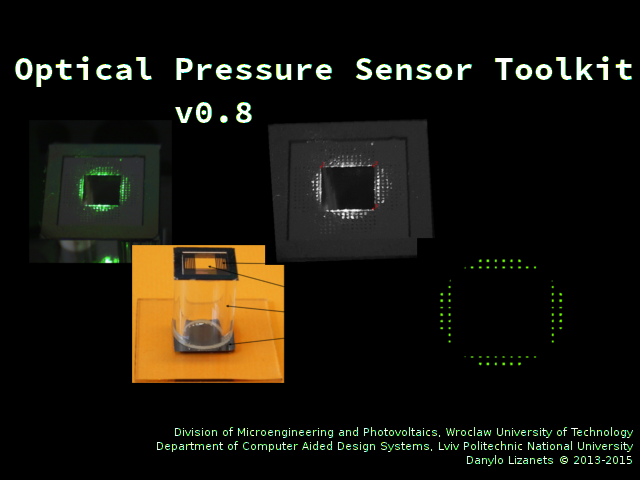 Optical Pressure Sensor Toolkit
v0.8
Division of Microengineering and Photovoltaics, Wroclaw University of Technology
Department of Computer Aided Design Systems, Lviv Politechnic National University
Danylo Lizanets © 2013-2015